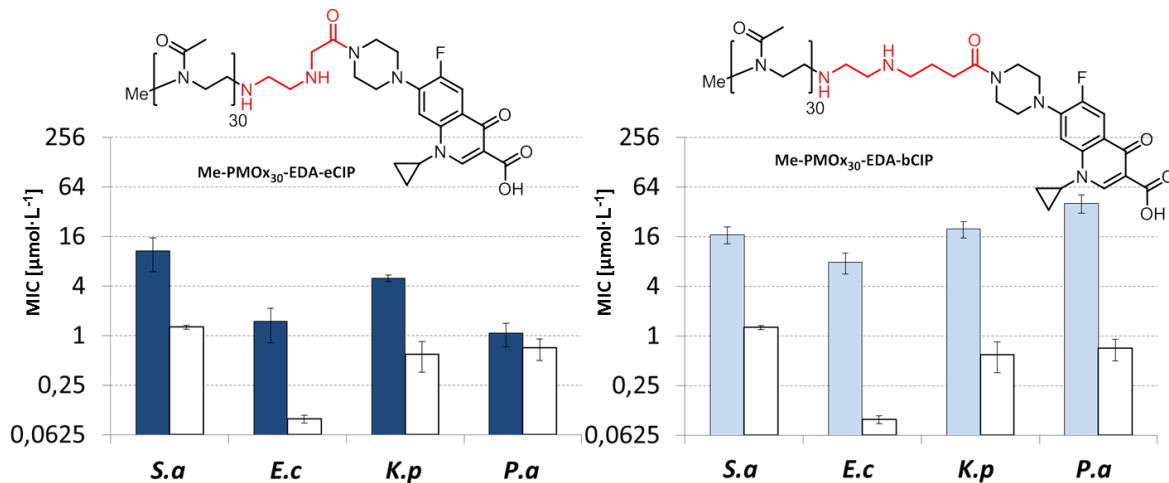 O
N
Me
30
N
H
H
N
O
N
N
F
O
N
O
OH
Me-PMOx30-EDA-eCIP
MIC [µmol·L-1]
256
64
16
4
1
0,25
0,0625
S.a E.c K.p P.a
O
N
Me
30
N
H
H
N
O
N
N
F
O
N
O
OH
Me-PMOx30-EDA-bCIP
MIC [µmol·L-1]
256
64
16
4
1
0,25
0,0625
S.a E.c K.p P.a